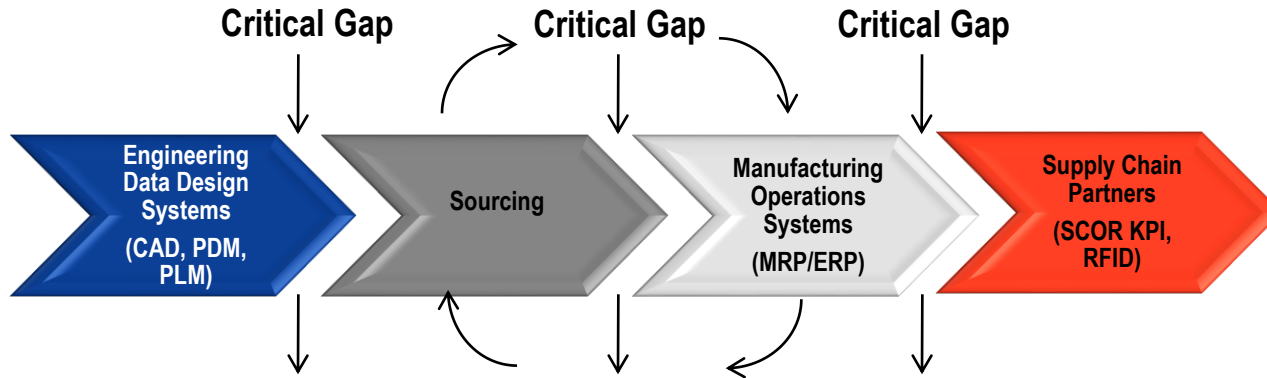 Critical Gap
Critical Gap
Critical Gap
Engineering
Data Design
Systems
(CAD, PDM,
PLM)
Sourcing
Manufacturing
Operations
Systems
(MRP/ERP)
Supply Chain
Partners
(SCOR KPI,
RFID)